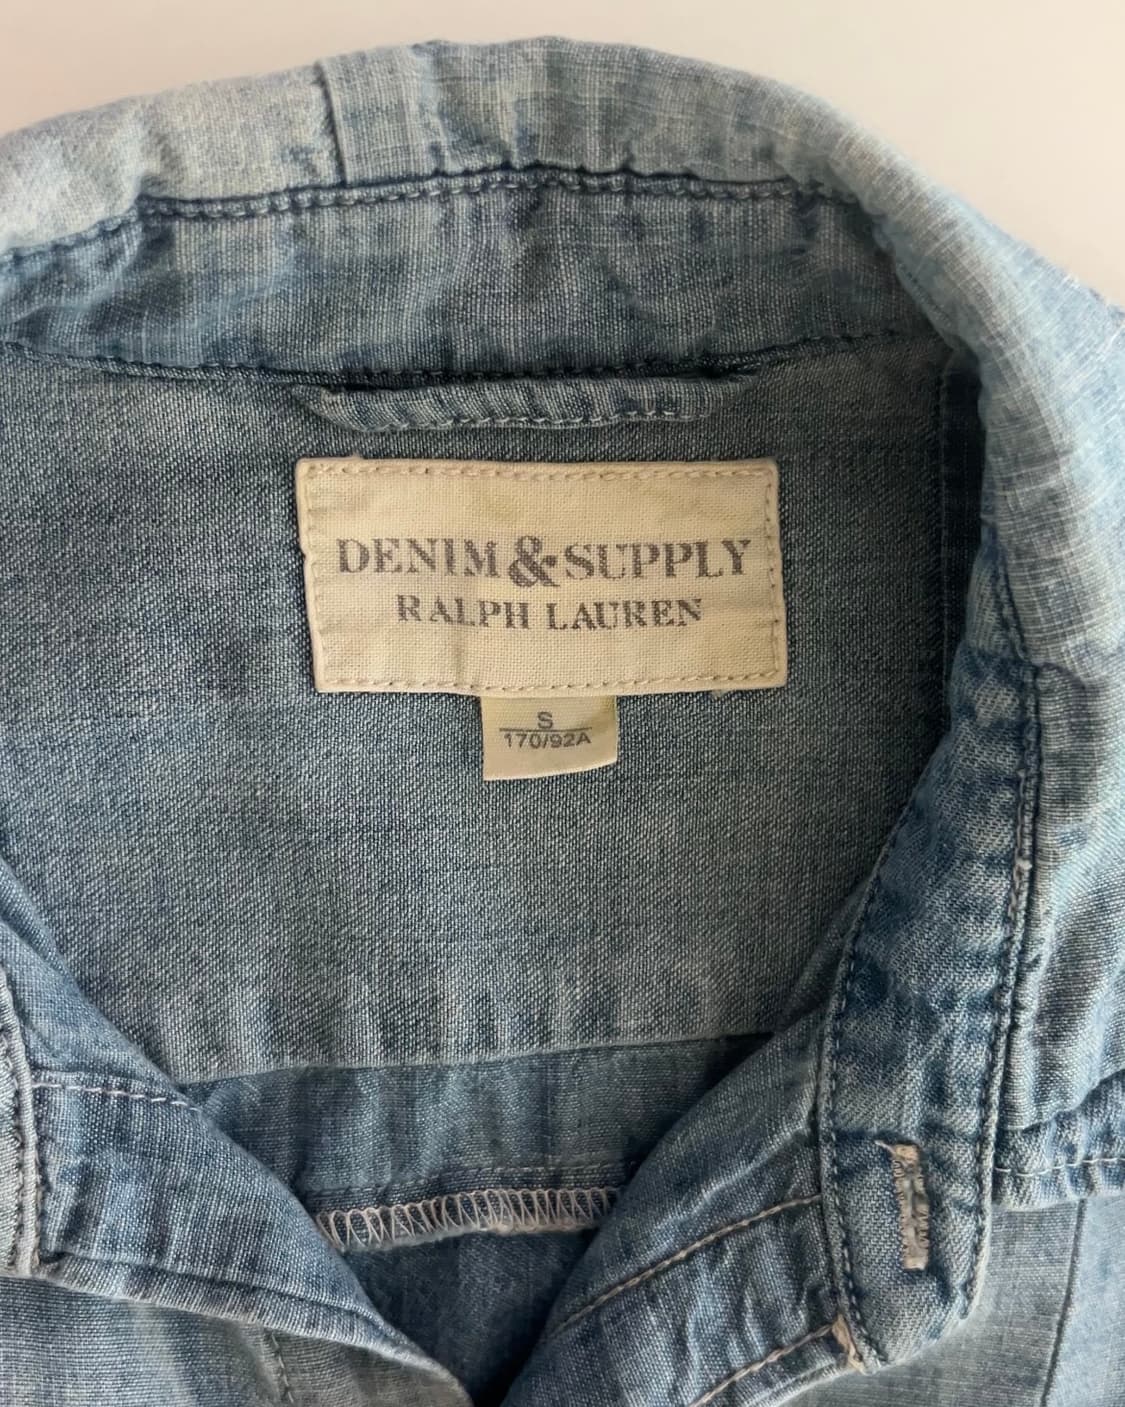 DENIM & SUPPLY
RALPH LAUREN
S
170/92A